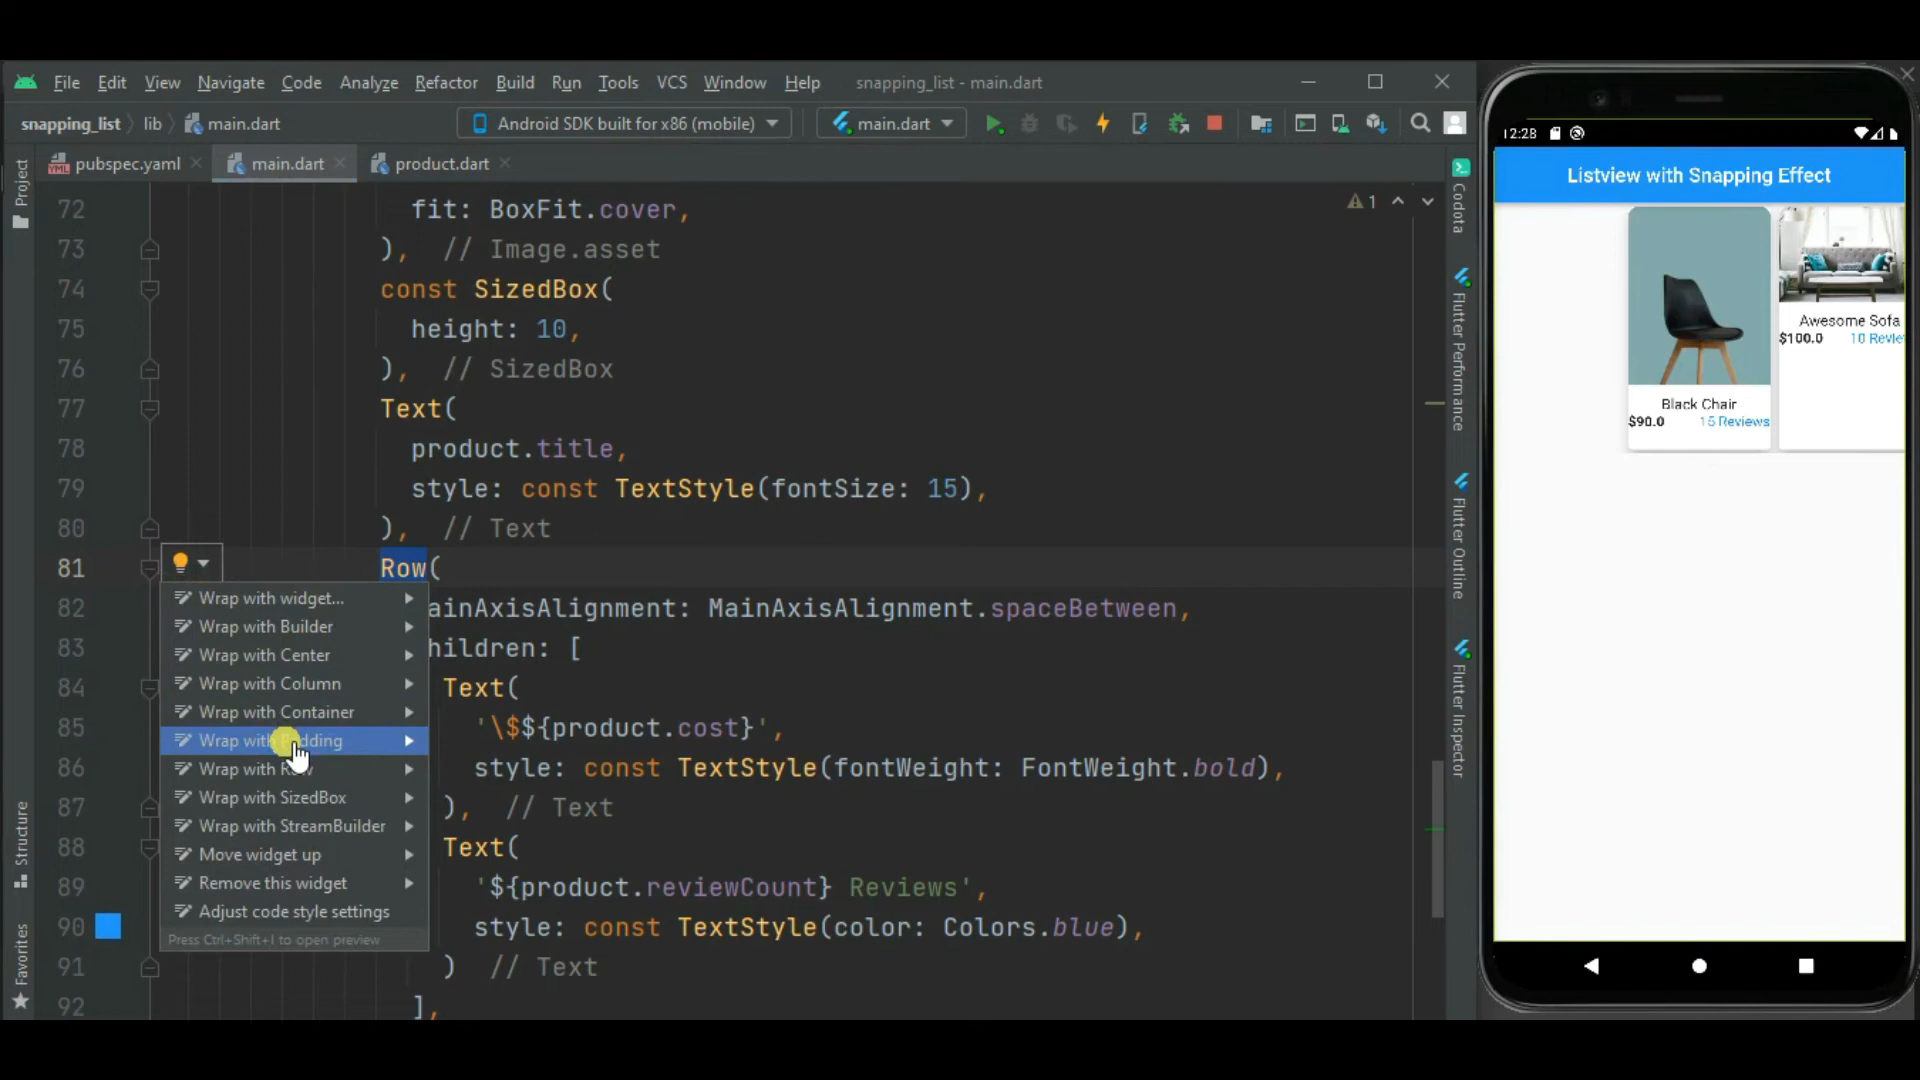 File Edit View Navigate Code Analyze Refactor Build Run Tools VCS Window Help snapping_list - main.dart
snapping_list lib main.dart Android SDK built for x86 (mobile) main.dart
pubspec.yaml main.dart product.dart
Project
Structure
Favorites
72 fit: BoxFit.cover,
73 ), // Image.asset
74 const SizedBox(
75 height: 10,
76 ), // SizedBox
77 Text(
78 product.title,
79 style: const TextStyle(fontSize: 15),
80 ), // Text
81 Row(
82 ainAxisAlignment: MainAxisAlignment.spaceBetween,
83 hildren: [
84 Text(
85 '\$${product.cost}',
86 style: const TextStyle(fontWeight: FontWeight.bold),
87 ), // Text
88 Text(
89 '${product.reviewCount} Reviews',
90 style: const TextStyle(color: Colors.blue),
91 ) // Text
92 ],
1
Wrap with widget...
Wrap with Builder
Wrap with Center
Wrap with Column
Wrap with Container
Wrap with Padding
Wrap with Row
Wrap with SizedBox
Wrap with StreamBuilder
Move widget up
Remove this widget
Adjust code style settings
Press Ctrl+Shift+I to open preview
Codota
Flutter Performance
Flutter Outline
Flutter Inspector
12:28
Listview with Snapping Effect
Black Chair
$90.0 15 Reviews
Awesome Sofa
$100.0 10 Revie